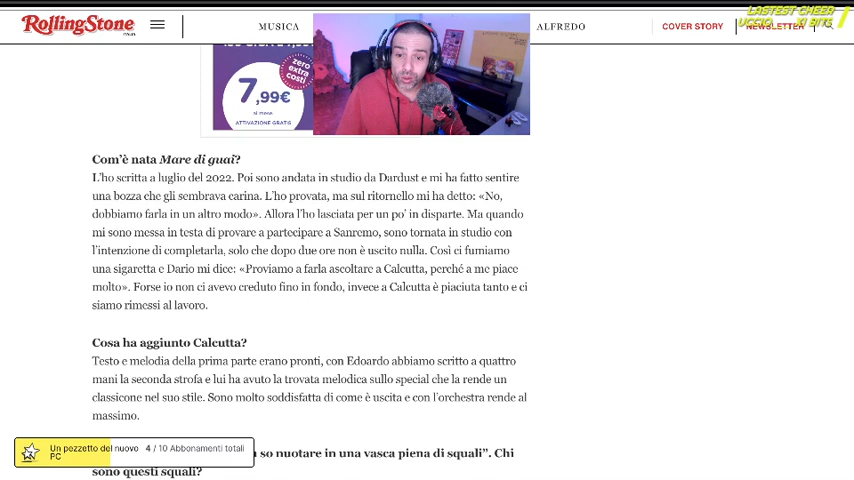 LASTEST CHEER
RollingStone
MUSICA
ALFREDO
COVER STORY
NEWSLETTER
ITALIA
zero
extra
costi
7,99€
al mese
ATTIVAZIONE GRATIS
Com'è nata Mare di guai?
L'ho scritta a luglio del 2022. Poi sono andata in studio da Dardust e mi ha fatto sentire
una bozza che gli sembrava carina. L'ho provata, ma sul ritornello mi ha detto: «No,
dobbiamo farla in un altro modo». Allora l'ho lasciata per un po' in disparte. Ma quando
mi sono messa in testa di provare a partecipare a Sanremo, sono tornata in studio con
l'intenzione di completarla, solo che dopo due ore non è uscito nulla. Così ci fumiamo
una sigaretta e Dario mi dice: «Proviamo a farla ascoltare a Calcutta, perché a me piace
molto». Forse io non ci avevo creduto fino in fondo, invece a Calcutta è piaciuta tanto e ci
siamo rimessi al lavoro.
Cosa ha aggiunto Calcutta?
Testo e melodia della prima parte erano pronti, con Edoardo abbiamo scritto a quattro
mani la seconda strofa e lui ha avuto la trovata melodica sullo special che la rende un
classicone nel suo stile. Sono molto soddisfatta di come è uscita e con l'orchestra rende al
massimo.
Un pezzetto del nuovo 4 / 10 Abbonamenti totali
PC
so nuotare in una vasca piena di squali”. Chi
sono questi squali?